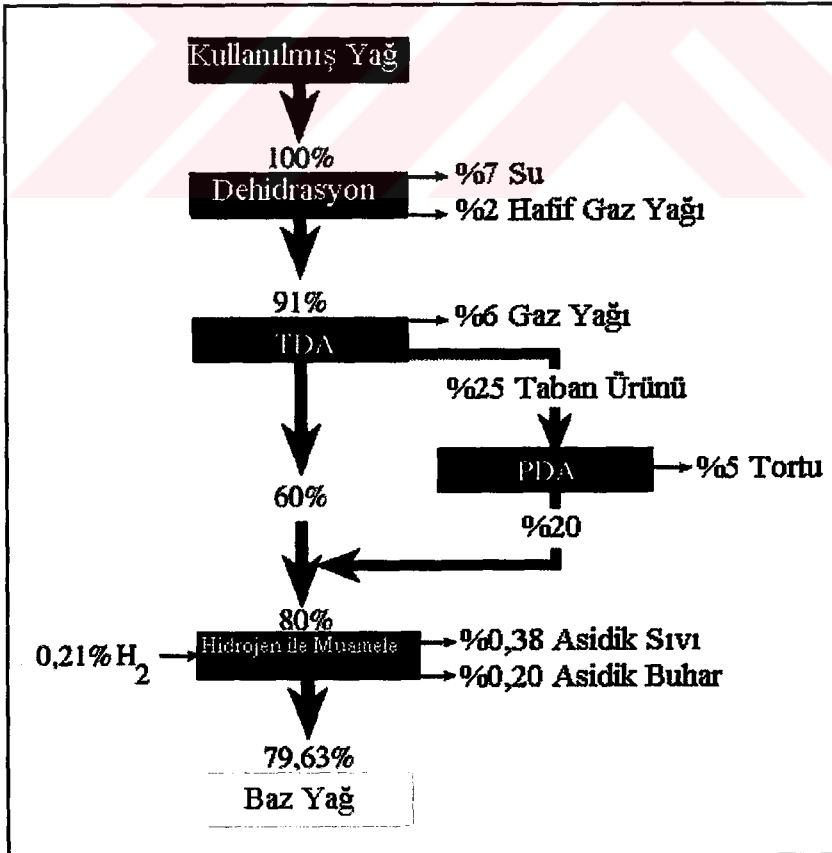 Kullanılmış Yağ
100%
Dehidrasyon
%7 Su
%2 Hafif Gaz Yağı
91%
TDA
%6 Gaz Yağı
%25 Taban Ürünü
PDA
%5 Tortu
60%
%20
80%
Hidrojen ile Muamele
0,21% H2
%0,38 Asidik Sıvı
%0,20 Asidik Buhar
79,63%
Baz Yağ